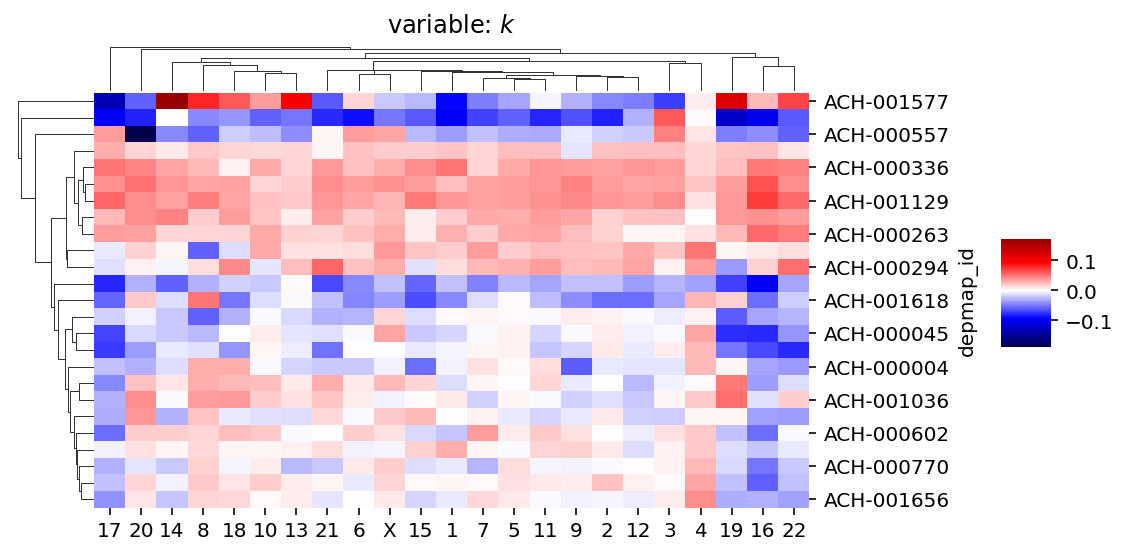 variable: k
ACH-001577
ACH-000557
ACH-000336
ACH-001129
ACH-000263
ACH-000294
ACH-001618
ACH-000045
ACH-000004
ACH-001036
ACH-000602
ACH-000770
ACH-001656
depmap_id
0.1
0.0
−0.1
17 20 14 8 18 10 13 21 6 X 15 1 7 5 11 9 2 12 3 4 19 16 22